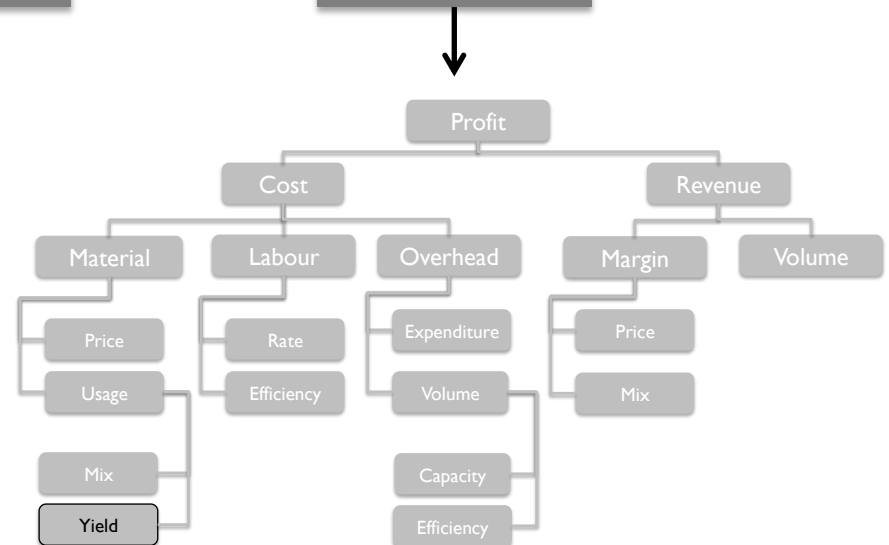 Profit
Cost
Revenue
Material
Labour
Overhead
Margin
Volume
Price
Rate
Expenditure
Price
Usage
Efficiency
Volume
Mix
Mix
Capacity
Yield
Efficiency